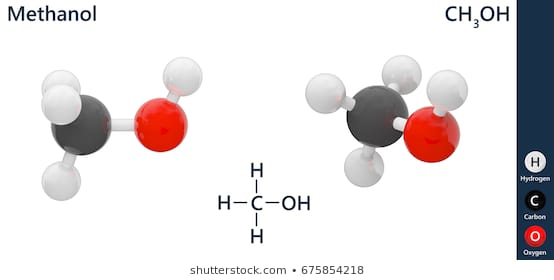 Methanol
CH₃OH
H
H–C–OH
H
H
Hydrogen
C
Carbon
O
Oxygen
shutterstock.com • 675854218